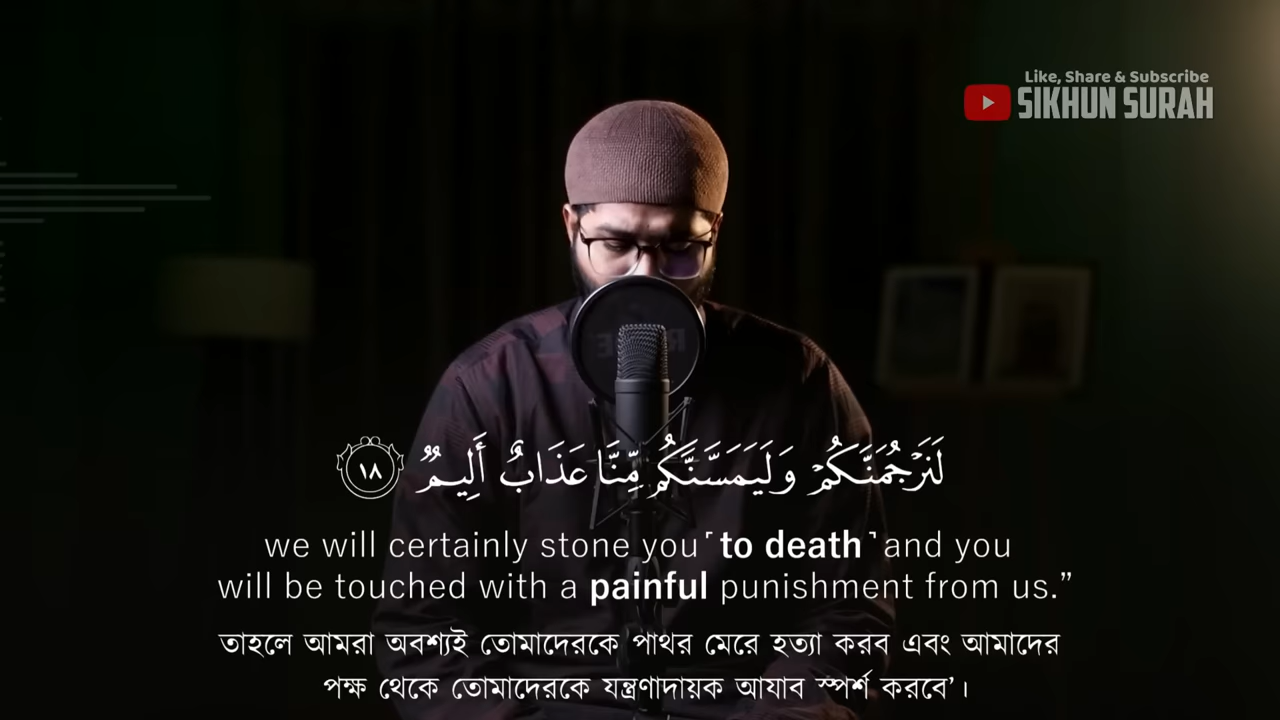 Like, Share & Subscribe
SIKHUN SURAH
لَنَرْجُمَنَّكُمْ وَلَيَمَسَّنَّكُم مِّنَّا عَذَابٌ أَلِيمٌ ١٨
we will certainly stone you ˹to death˺ and you
will be touched with a painful punishment from us.”
তাহলে আমরা অবশ্যই তোমাদেরকে পাথর মেরে হত্যা করব এবং আমাদের
পক্ষ থেকে তোমাদেরকে যন্ত্রণাদায়ক আযাব স্পর্শ করবে’।